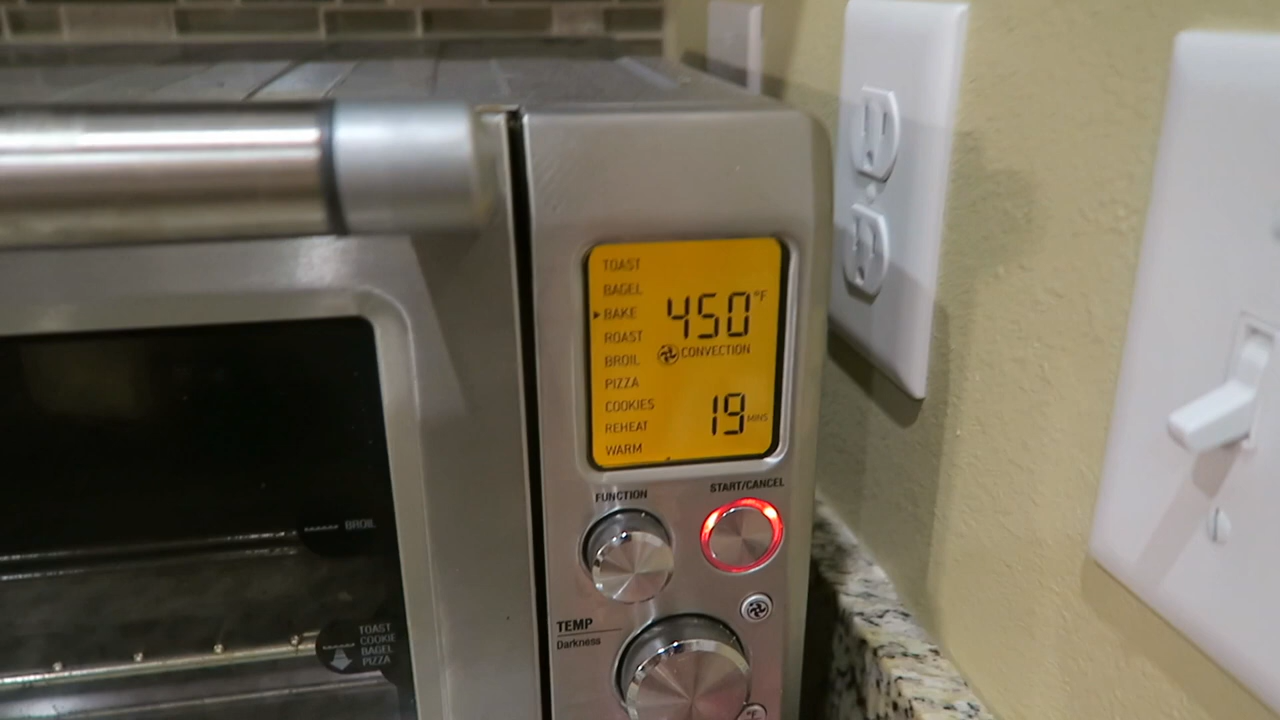 TOAST
BAGEL
▸BAKE
450°F
ROAST
CONVECTION
BROIL
PIZZA
COOKIES
19 MINS
REHEAT
WARM
FUNCTION
START/CANCEL
TEMP
Darkness
°F
BROIL
TOAST
COOKIE
BAGEL
PIZZA